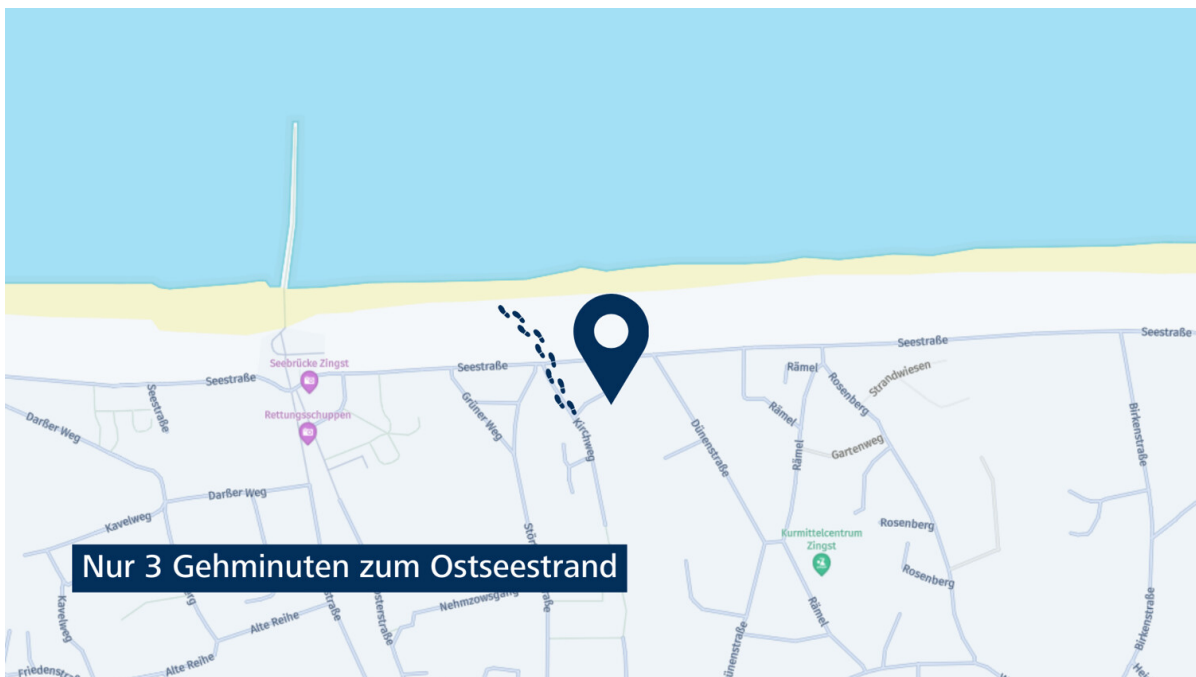 Seestraße
Seestraße
Seebrücke Zingst
Seestraße
Seestraße
Rämel
Strandwiesen
Rosenberg
Seestraße
Grüner Weg
Rettungsschuppen
Darßer Weg
Kirchweg
Dünenstraße
Rämel
Birkenstraße
Rämel
Gartenweg
Darßer Weg
Kavelweg
Rosenberg
Kurmittelcentrum
Zingst
Nur 3 Gehminuten zum Ostseestrand
Rosenberg
Kavelweg
Nehmzowsgang
Alte Reihe
Rämel
Birkenstraße
Dünenstraße
Alte Reihe